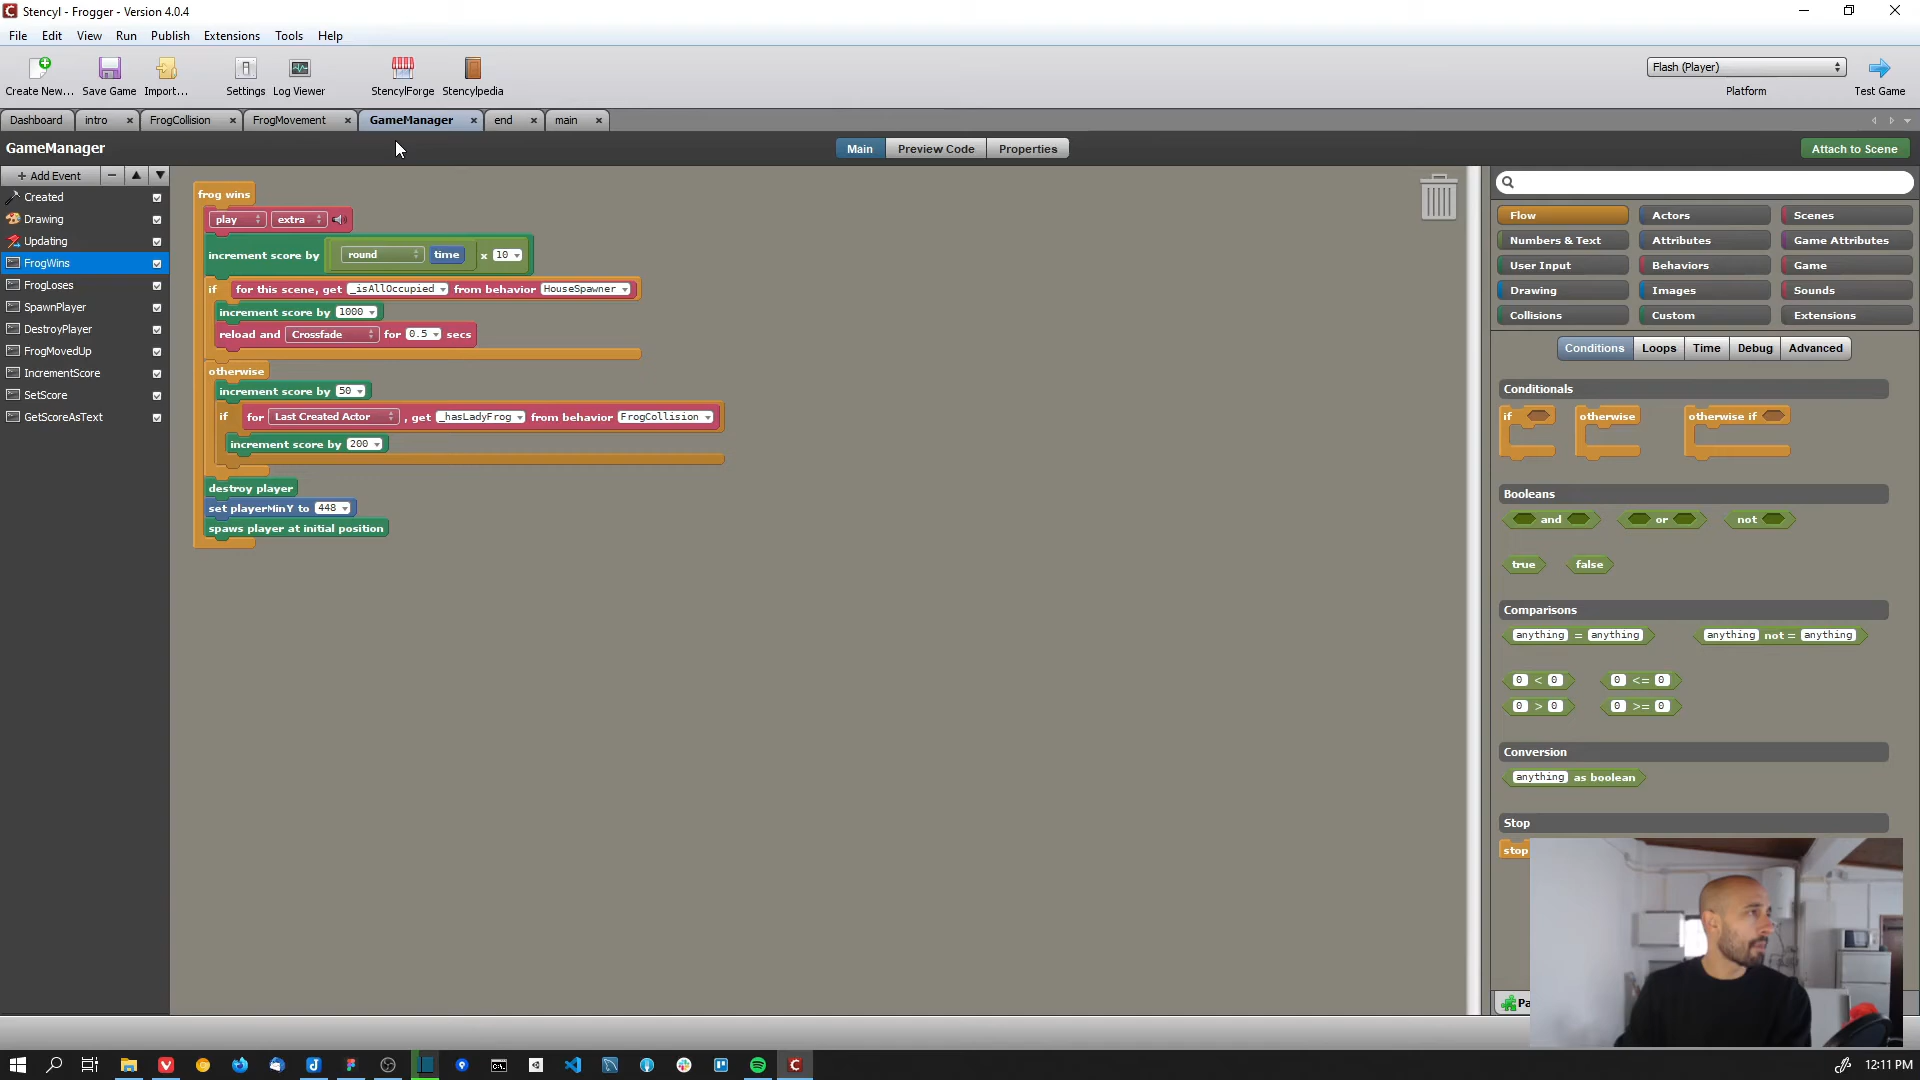 Stencyl - Frogger - Version 4.0.4
File Edit View Run Publish Extensions Tools Help
Create New... Save Game Import... Settings Log Viewer StencylForge Stencylpedia
Flash (Player)
Platform Test Game
Dashboard intro FrogCollision FrogMovement GameManager end main
GameManager Main Preview Code Properties Attach to Scene
+ Add Event
Created
Drawing
Updating
FrogWins
FrogLoses
SpawnPlayer
DestroyPlayer
FrogMovedUp
IncrementScore
SetScore
GetScoreAsText
frog wins
play extra
increment score by round time x 10
if for this scene, get _isAllOccupied from behavior HouseSpawner
increment score by 1000
reload and Crossfade for 0.5 secs
otherwise
increment score by 50
if for Last Created Actor , get _hasLadyFrog from behavior FrogCollision
increment score by 200
destroy player
set playerMinY to 448
spaws player at initial position
Flow Actors Scenes
Numbers & Text Attributes Game Attributes
User Input Behaviors Game
Drawing Images Sounds
Collisions Custom Extensions
Conditions Loops Time Debug Advanced
Conditionals
if otherwise otherwise if
Booleans
and or not
true false
Comparisons
anything = anything anything not = anything
0 < 0 0 <= 0
0 > 0 0 >= 0
Conversion
anything as boolean
Stop
stop
Pa
12:11 PM